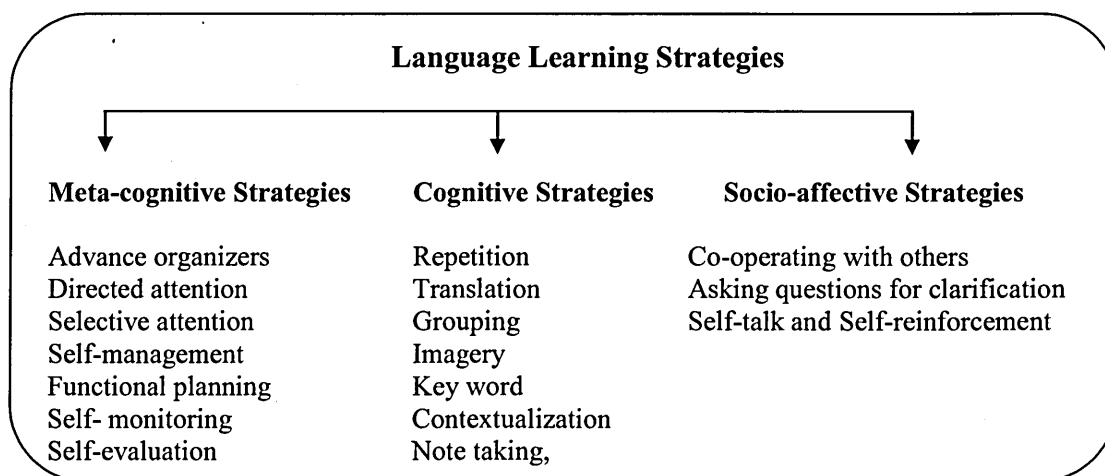 Language Learning Strategies
Meta-cognitive Strategies
Advance organizers
Directed attention
Selective attention
Self-management
Functional planning
Self- monitoring
Self-evaluation
Cognitive Strategies
Repetition
Translation
Grouping
Imagery
Key word
Contextualization
Note taking,
Socio-affective Strategies
Co-operating with others
Asking questions for clarification
Self-talk and Self-reinforcement